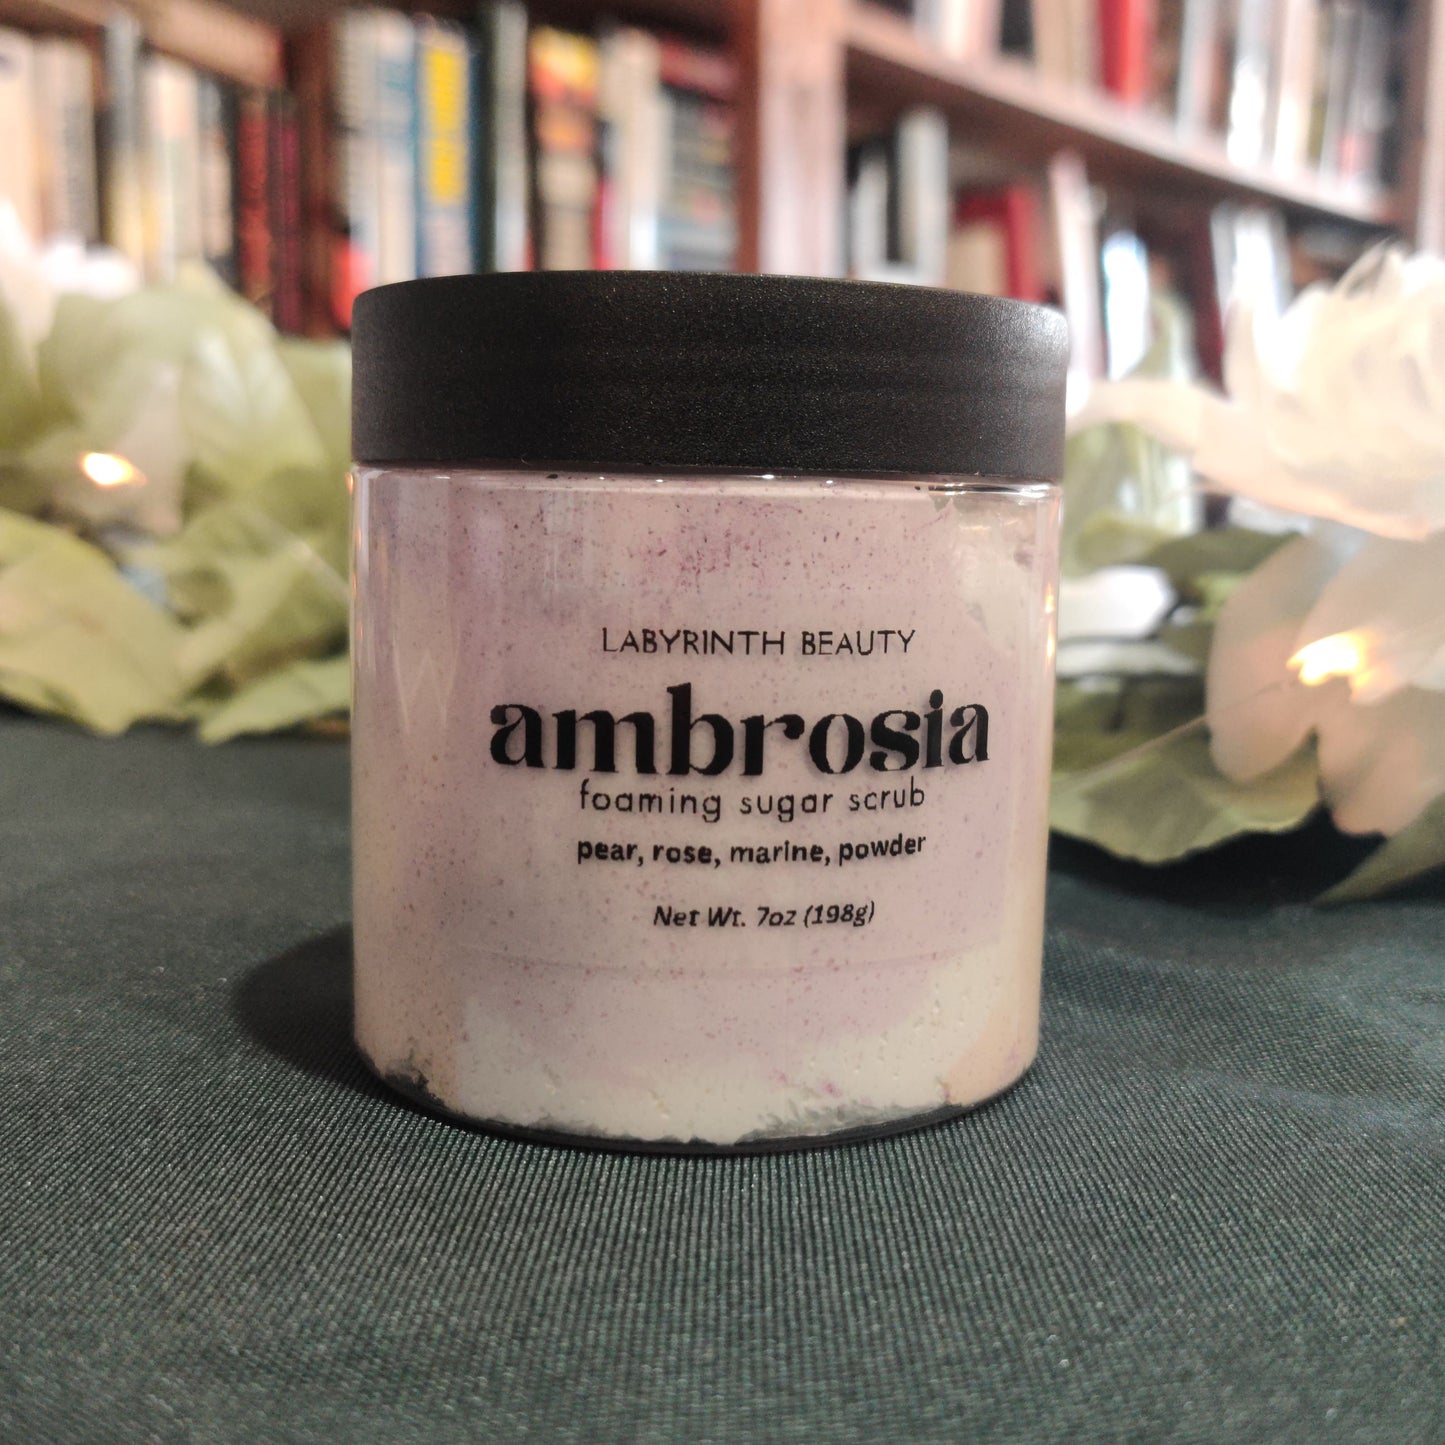 LABYRINTH BEAUTY
ambrosia
foaming sugar scrub
pear, rose, marine, powder
Net Wt. 7oz (198g)